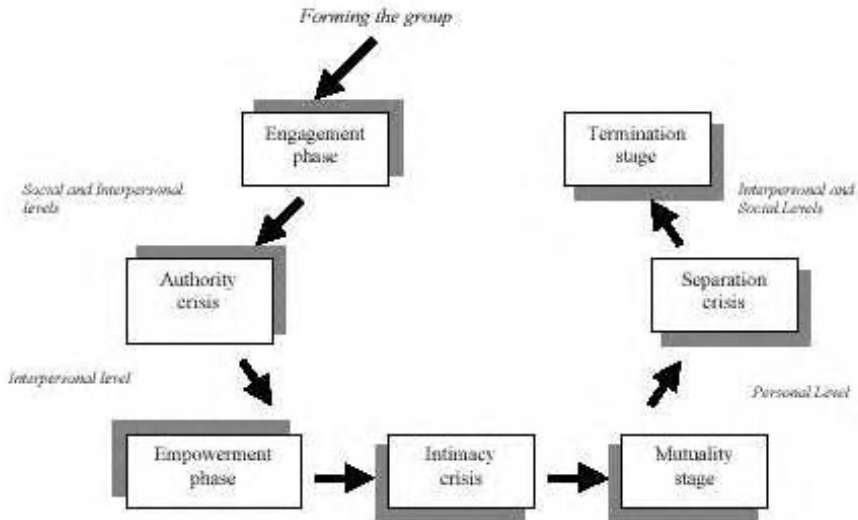 Forming the group
Engagement
phase
Termination
stage
Social and Interpersonal
levels
Interpersonal and
Social Levels
Authority
crisis
Separation
crisis
Interpersonal level
Personal Level
Empowerment
phase
Intimacy
crisis
Mutuality
stage